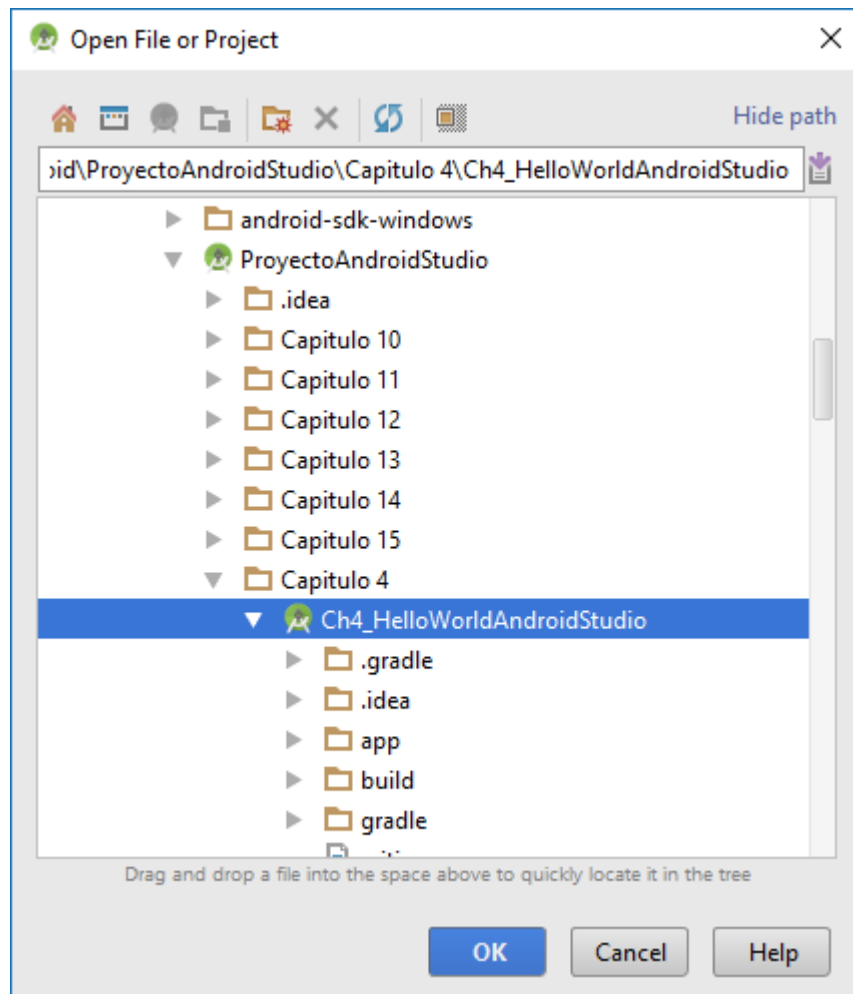 Open File or Project
Hide path
oid\ProyectoAndroidStudio\Capitulo 4\Ch4_HelloWorldAndroidStudio
android-sdk-windows
ProyectoAndroidStudio
.idea
Capitulo 10
Capitulo 11
Capitulo 12
Capitulo 13
Capitulo 14
Capitulo 15
Capitulo 4
Ch4_HelloWorldAndroidStudio
.gradle
.idea
app
build
gradle
Drag and drop a file into the space above to quickly locate it in the tree
OK Cancel Help